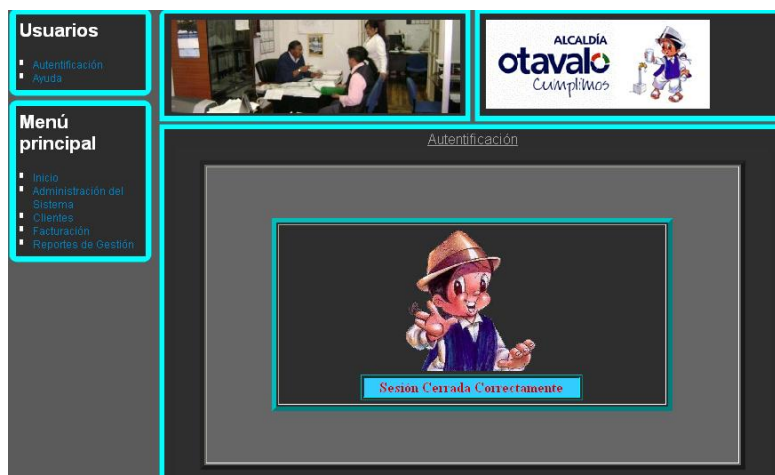 Usuarios
Autentificación
Ayuda
Menú
principal
Inicio
Administración del
Sistema
Clientes
Facturación
Reportes de Gestión
ALCALDÍA
otavalo
Cumplimos
Autentificación
Sesión Cerrada Correctamente